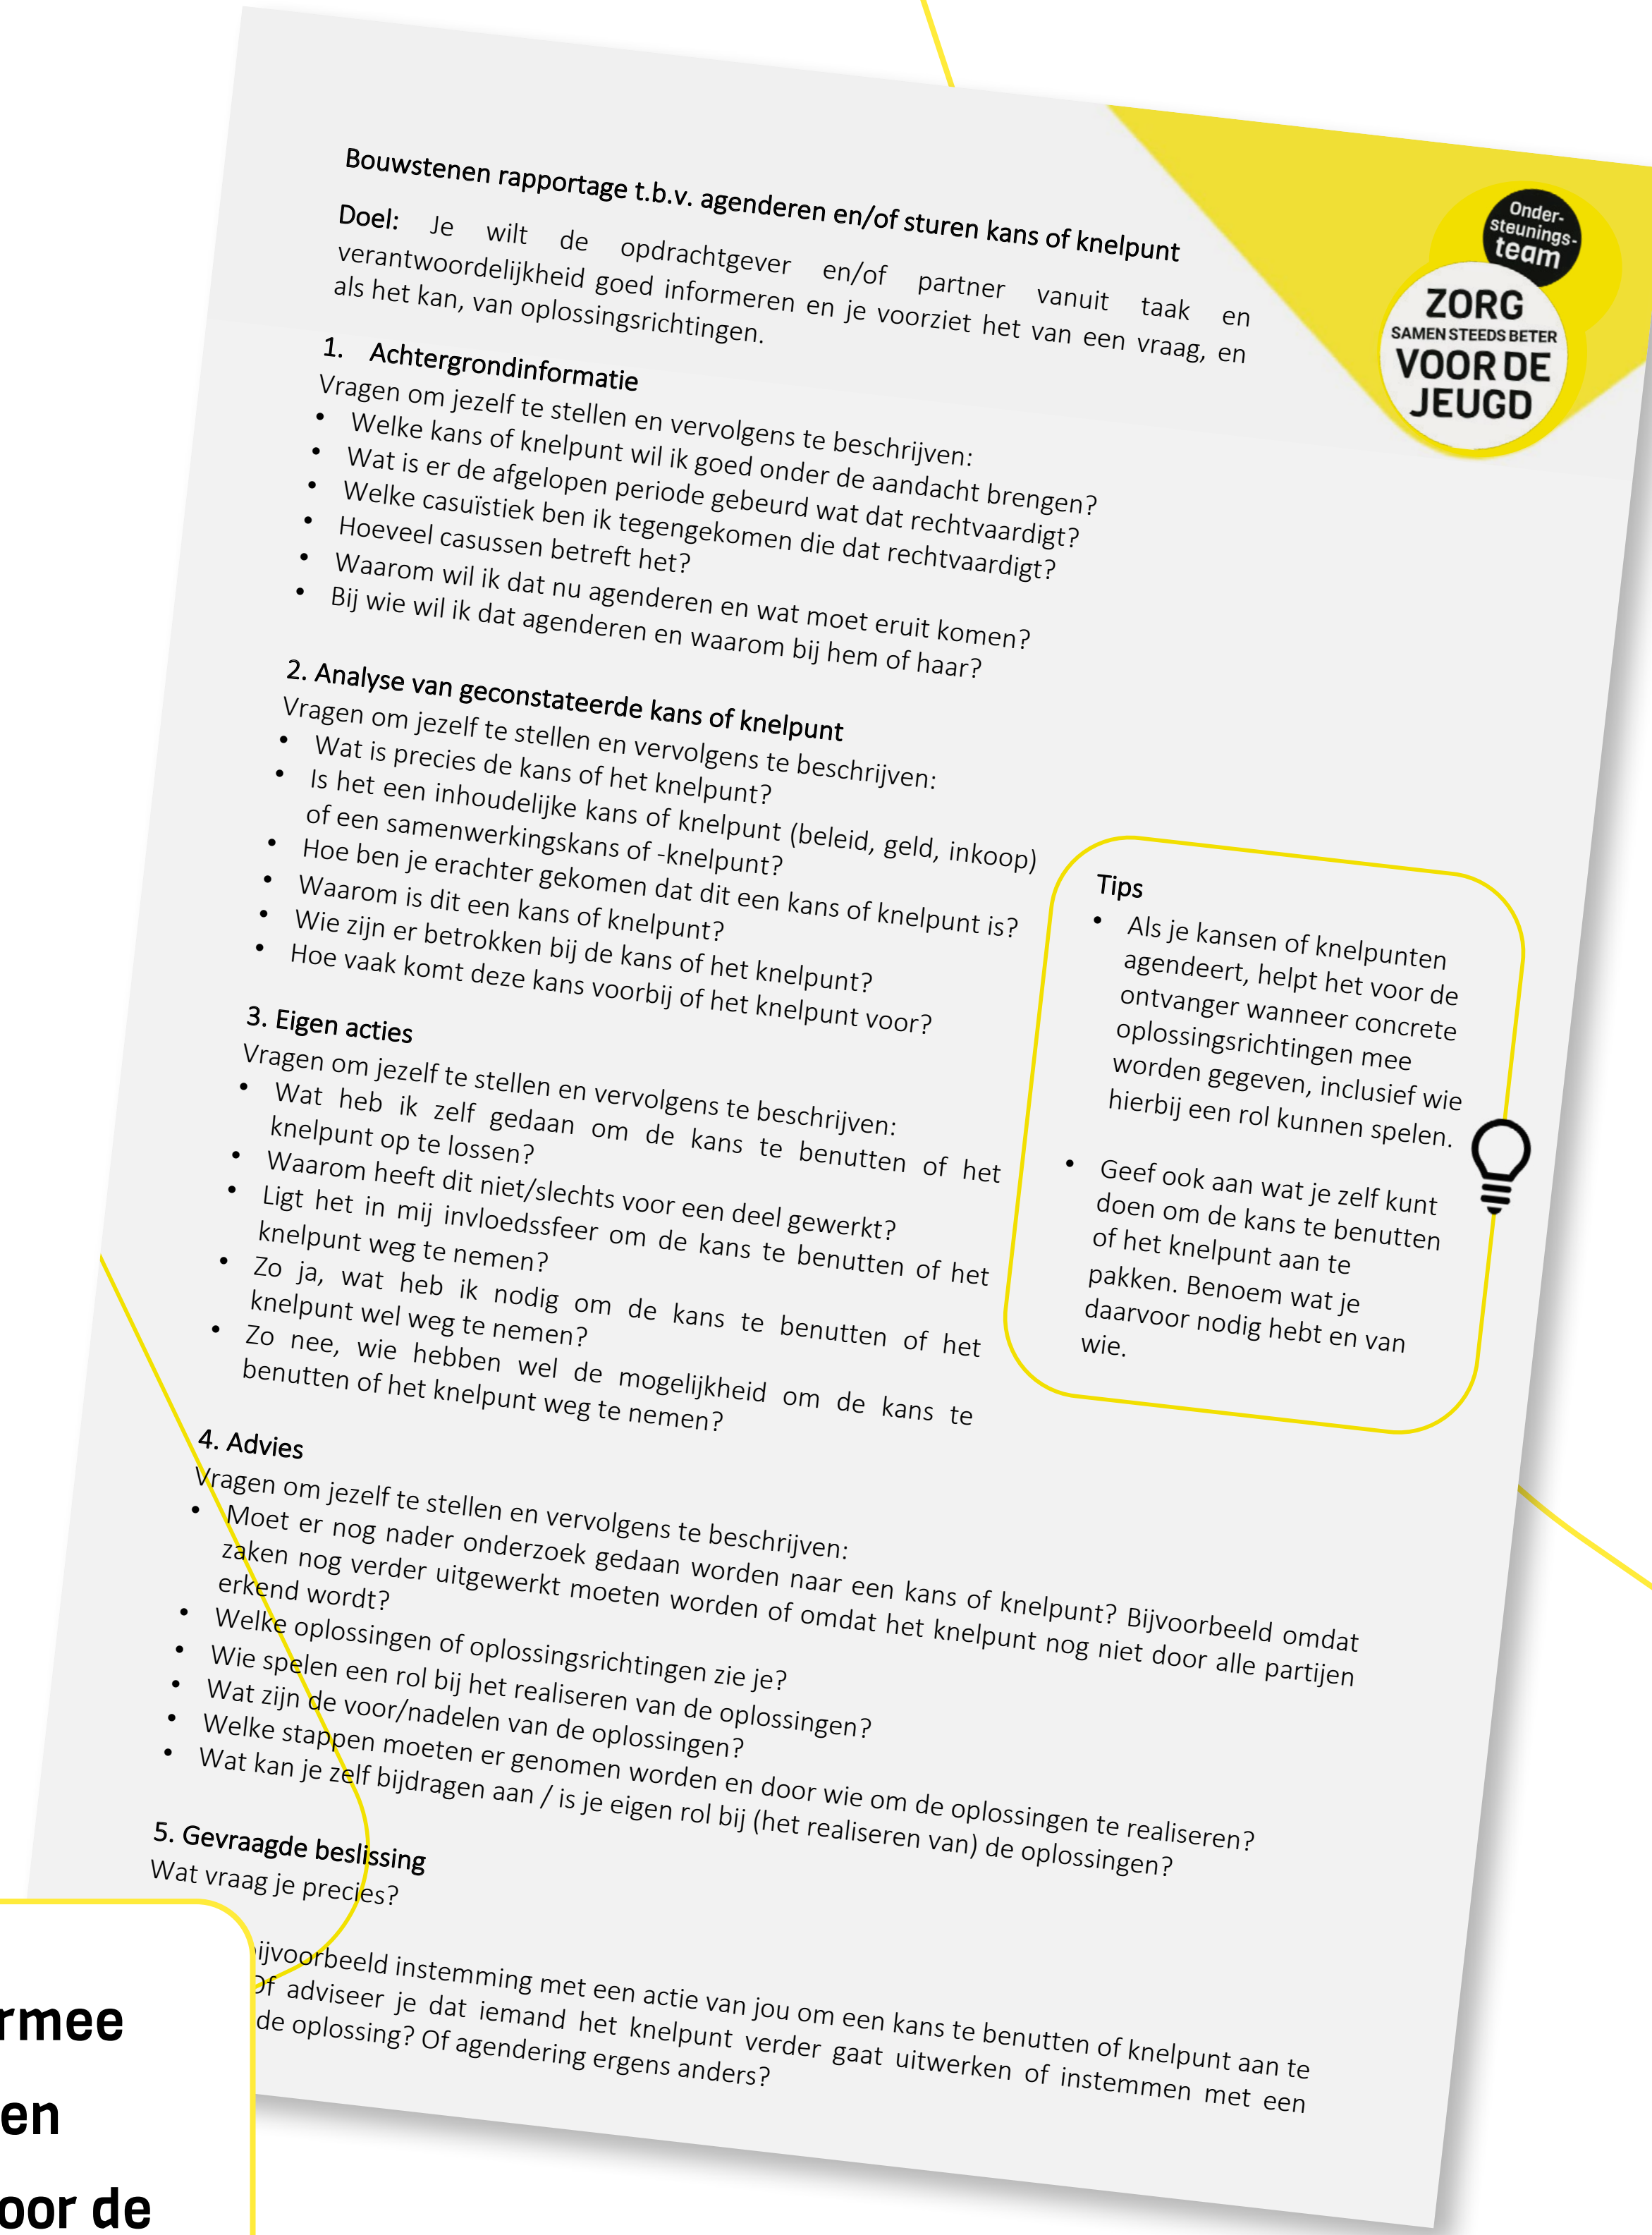 Bouwstenen rapportage t.b.v. agenderen en/of sturen kans of knelpunt
Doel: Je wilt de opdrachtgever en/of partner vanuit taak en
verantwoordelijkheid goed informeren en je voorziet het van een vraag, en
als het kan, van oplossingsrichtingen.
Onder-
steunings-
team
ZORG
SAMEN STEEDS BETER
VOOR DE
JEUGD
1. Achtergrondinformatie
Vragen om jezelf te stellen en vervolgens te beschrijven:
• Welke kans of knelpunt wil ik goed onder de aandacht brengen?
• Wat is er de afgelopen periode gebeurd wat dat rechtvaardigt?
• Welke casuïstiek ben ik tegengekomen die dat rechtvaardigt?
• Hoeveel casussen betreft het?
• Waarom wil ik dat nu agenderen en wat moet eruit komen?
• Bij wie wil ik dat agenderen en waarom bij hem of haar?
2. Analyse van geconstateerde kans of knelpunt
Vragen om jezelf te stellen en vervolgens te beschrijven:
• Wat is precies de kans of het knelpunt?
• Is het een inhoudelijke kans of knelpunt (beleid, geld, inkoop)
of een samenwerkingskans of -knelpunt?
• Hoe ben je erachter gekomen dat dit een kans of knelpunt is?
• Waarom is dit een kans of knelpunt?
• Wie zijn er betrokken bij de kans of het knelpunt?
• Hoe vaak komt deze kans voorbij of het knelpunt voor?
3. Eigen acties
Vragen om jezelf te stellen en vervolgens te beschrijven:
• Wat heb ik zelf gedaan om de kans te benutten of het
knelpunt op te lossen?
• Waarom heeft dit niet/slechts voor een deel gewerkt?
• Ligt het in mij invloedssfeer om de kans te benutten of het
knelpunt weg te nemen?
• Zo ja, wat heb ik nodig om de kans te benutten of het
knelpunt wel weg te nemen?
• Zo nee, wie hebben wel de mogelijkheid om de kans te
benutten of het knelpunt weg te nemen?
Tips
• Als je kansen of knelpunten
agendeert, helpt het voor de
ontvanger wanneer concrete
oplossingsrichtingen mee
worden gegeven, inclusief wie
hierbij een rol kunnen spelen.
• Geef ook aan wat je zelf kunt
doen om de kans te benutten
of het knelpunt aan te
pakken. Benoem wat je
daarvoor nodig hebt en van
wie.
4. Advies
Vragen om jezelf te stellen en vervolgens te beschrijven:
• Moet er nog nader onderzoek gedaan worden naar een kans of knelpunt? Bijvoorbeeld omdat
zaken nog verder uitgewerkt moeten worden of omdat het knelpunt nog niet door alle partijen
erkend wordt?
• Welke oplossingen of oplossingsrichtingen zie je?
• Wie spelen een rol bij het realiseren van de oplossingen?
• Wat zijn de voor/nadelen van de oplossingen?
• Welke stappen moeten er genomen worden en door wie om de oplossingen te realiseren?
• Wat kan je zelf bijdragen aan / is je eigen rol bij (het realiseren van) de oplossingen?
5. Gevraagde beslissing
Wat vraag je precies?
ijvoorbeeld instemming met een actie van jou om een kans te benutten of knelpunt aan te
Of adviseer je dat iemand het knelpunt verder gaat uitwerken of instemmen met een
de oplossing? Of agendering ergens anders?
rmee
en
oor de